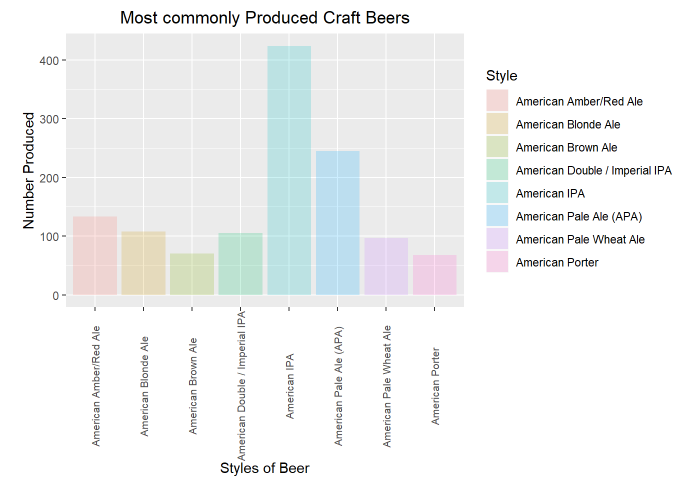 Most commonly Produced Craft Beers
Number Produced
400
300
200
100
0
American Amber/Red Ale
American Blonde Ale
American Brown Ale
American Double / Imperial IPA
American IPA
American Pale Ale (APA)
American Pale Wheat Ale
American Porter
Styles of Beer
Style
American Amber/Red Ale
American Blonde Ale
American Brown Ale
American Double / Imperial IPA
American IPA
American Pale Ale (APA)
American Pale Wheat Ale
American Porter